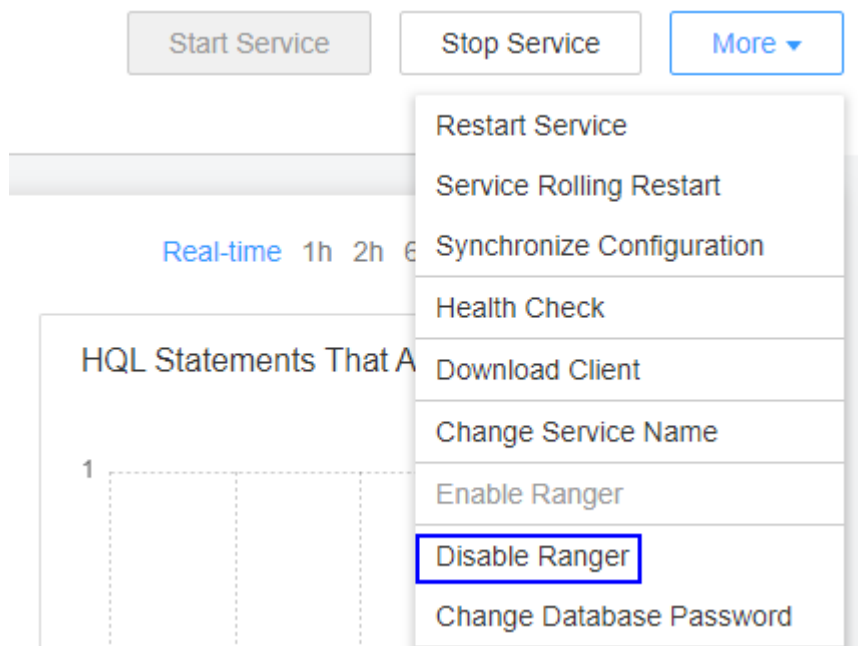 Start Service Stop Service More
Restart Service
Service Rolling Restart
Real-time 1h 2h 6
Synchronize Configuration
Health Check
HQL Statements That A
Download Client
Change Service Name
1
Enable Ranger
Disable Ranger
Change Database Password